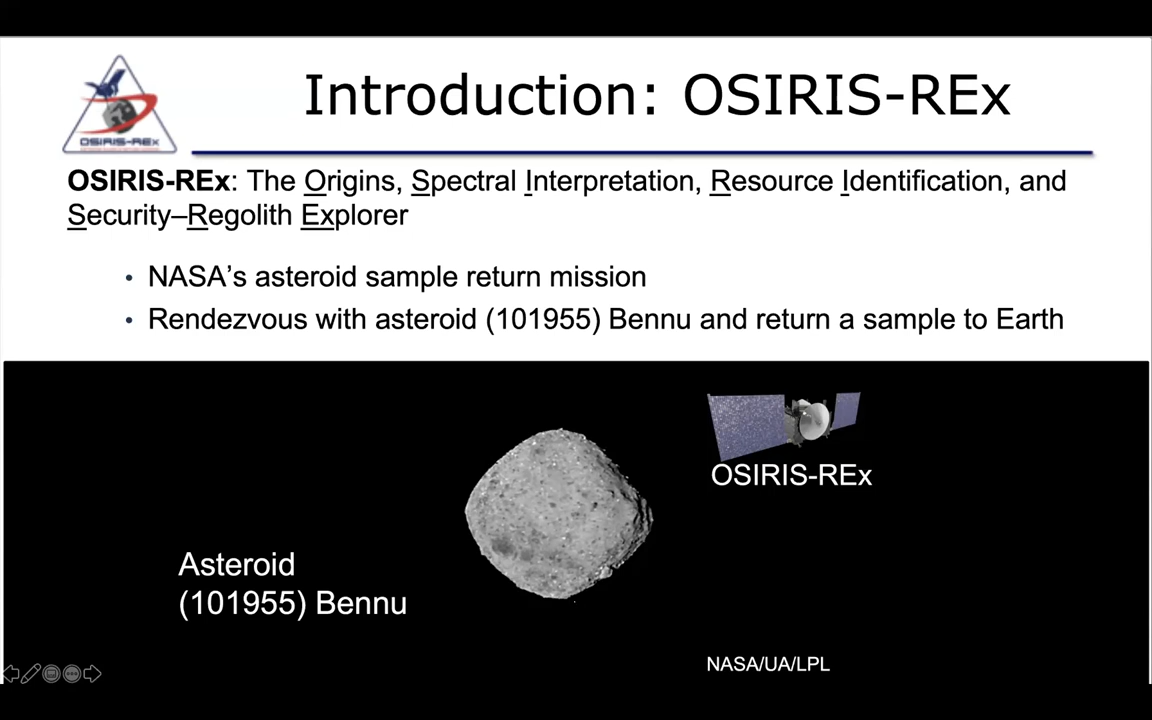 Introduction: OSIRIS-REx
OSIRIS-REx
OSIRIS-REx: The Origins, Spectral Interpretation, Resource Identification, and
Security–Regolith Explorer
• NASA’s asteroid sample return mission
• Rendezvous with asteroid (101955) Bennu and return a sample to Earth
OSIRIS-REx
Asteroid
(101955) Bennu
NASA/UA/LPL